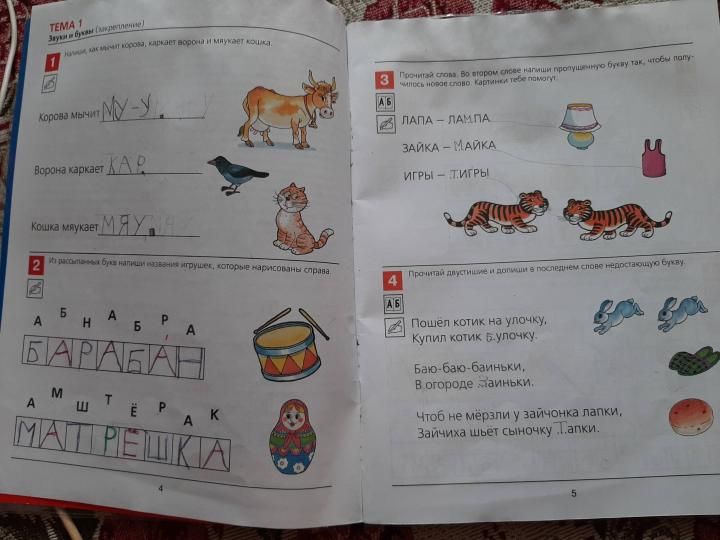 ТЕМА 1
Звуки и буквы (закрепление)
1
Напиши, как мычит корова, каркает ворона и мяукает кошка.
Корова мычит МУ-У.
Ворона каркает КАР.
Кошка мяукает МЯУ.
2
Из рассыпанных букв напиши названия игрушек, которые нарисованы справа.
А Б Н А Б Р А
БАРАБАН
А М Ш Т Ё Р А К
МАТРЁШКА
4
3
Прочитай слова. Во втором слове напиши пропущенную букву так, чтобы полу-
чилось новое слово. Картинки тебе помогут.
АБ
ЛАПА – ЛАМПА
ЗАЙКА – МАЙКА
ИГРЫ – ТИГРЫ
4
Прочитай двустишие и допиши в последнем слове недостающую букву.
АБ
Пошёл котик на улочку,
Купил котик булочку.
Баю-баю-баиньки,
В огороде Заиньки.
Чтоб не мёрзли у зайчонка лапки,
Зайчиха шьёт сыночку Тапки.
5